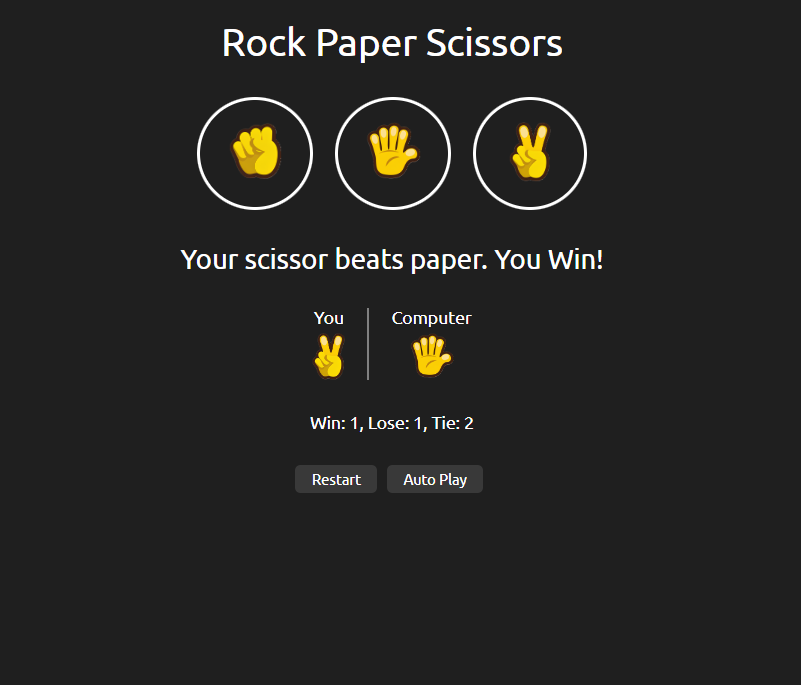 Rock Paper Scissors
Your scissor beats paper. You Win!
You
Computer
Win: 1, Lose: 1, Tie: 2
Restart
Auto Play